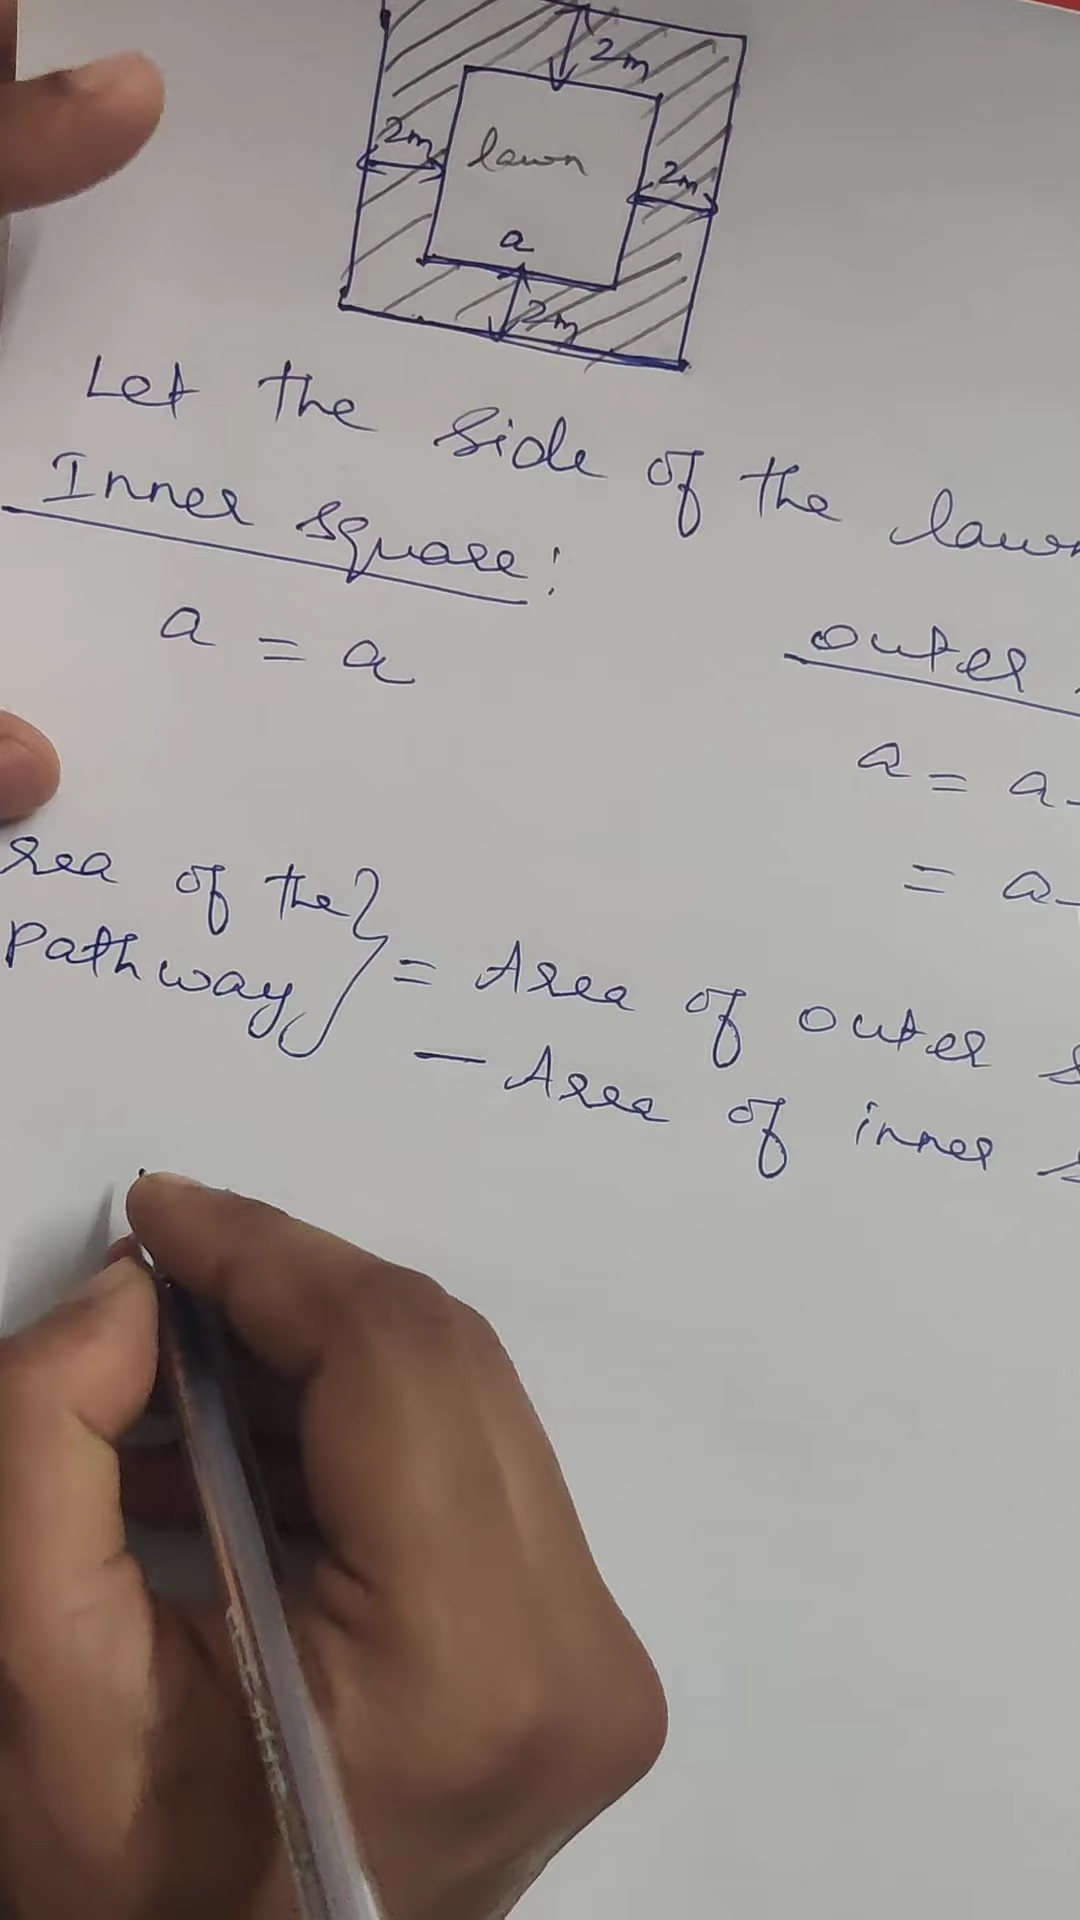 2m
2m lawn 2m
a
2m
Let the side of the lawn
Inner square:
a = a
outer
a = a
= a
rea of the
Pathway = Area of outer s
— Area of inner s